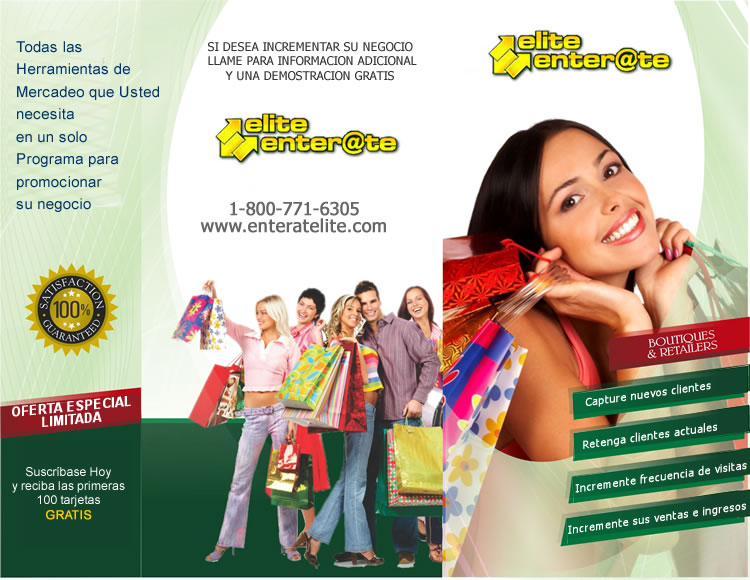 Todas las
Herramientas de
Mercadeo que Usted
necesita
en un solo
Programa para
promocionar
su negocio
SATISFACTION
100%
GUARANTEED
OFERTA ESPECIAL
LIMITADA
Suscríbase Hoy
y reciba las primeras
100 tarjetas
GRATIS
SI DESEA INCREMENTAR SU NEGOCIO
LLAME PARA INFORMACION ADICIONAL
Y UNA DEMOSTRACION GRATIS
elite
enter@te
1-800-771-6305
www.enteratelite.com
elite
enter@te
BOUTIQUES
& RETAILERS
Capture nuevos clientes
Retenga clientes actuales
Incremente frecuencia de visitas
Incremente sus ventas e ingresos